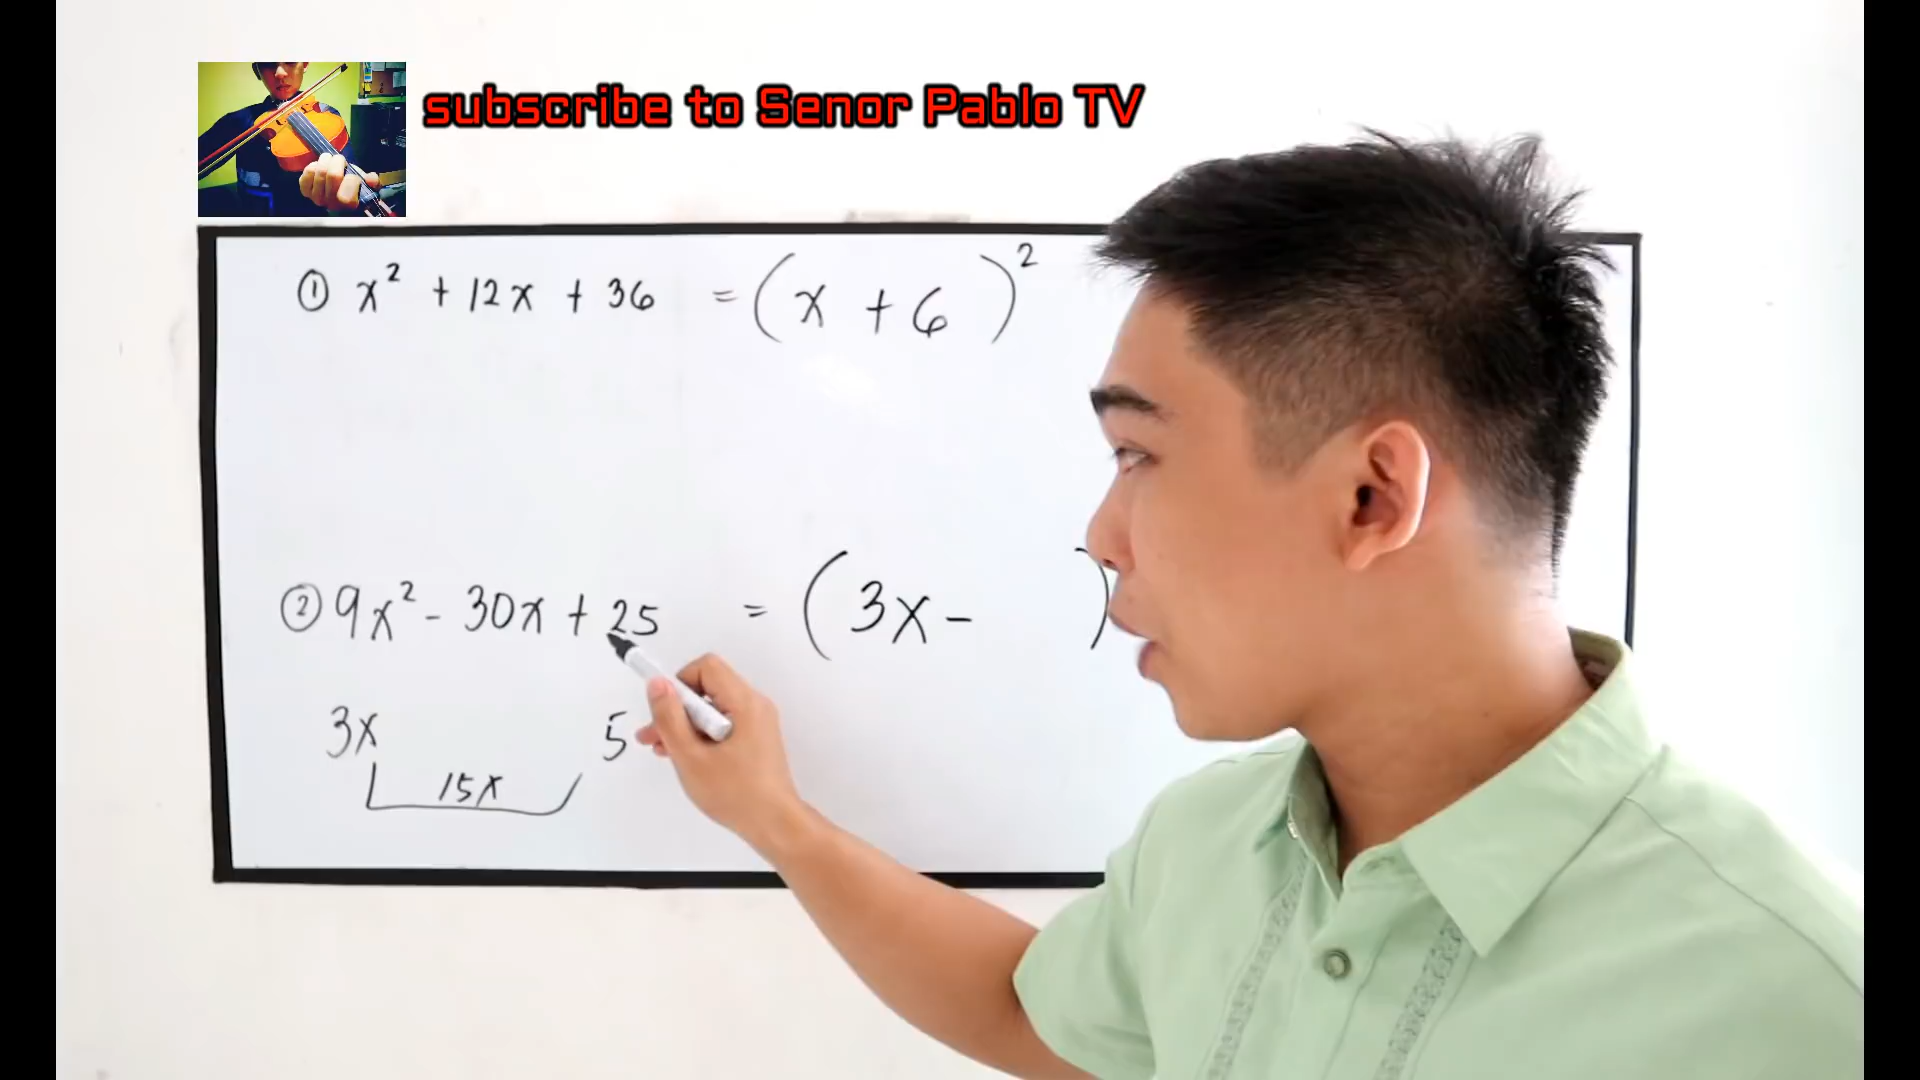 subscribe to Senor Pablo TV
① x² + 12x + 36 = (x + 6)²
② 9x² - 30x + 25 = (3x - )
3x 5
15x